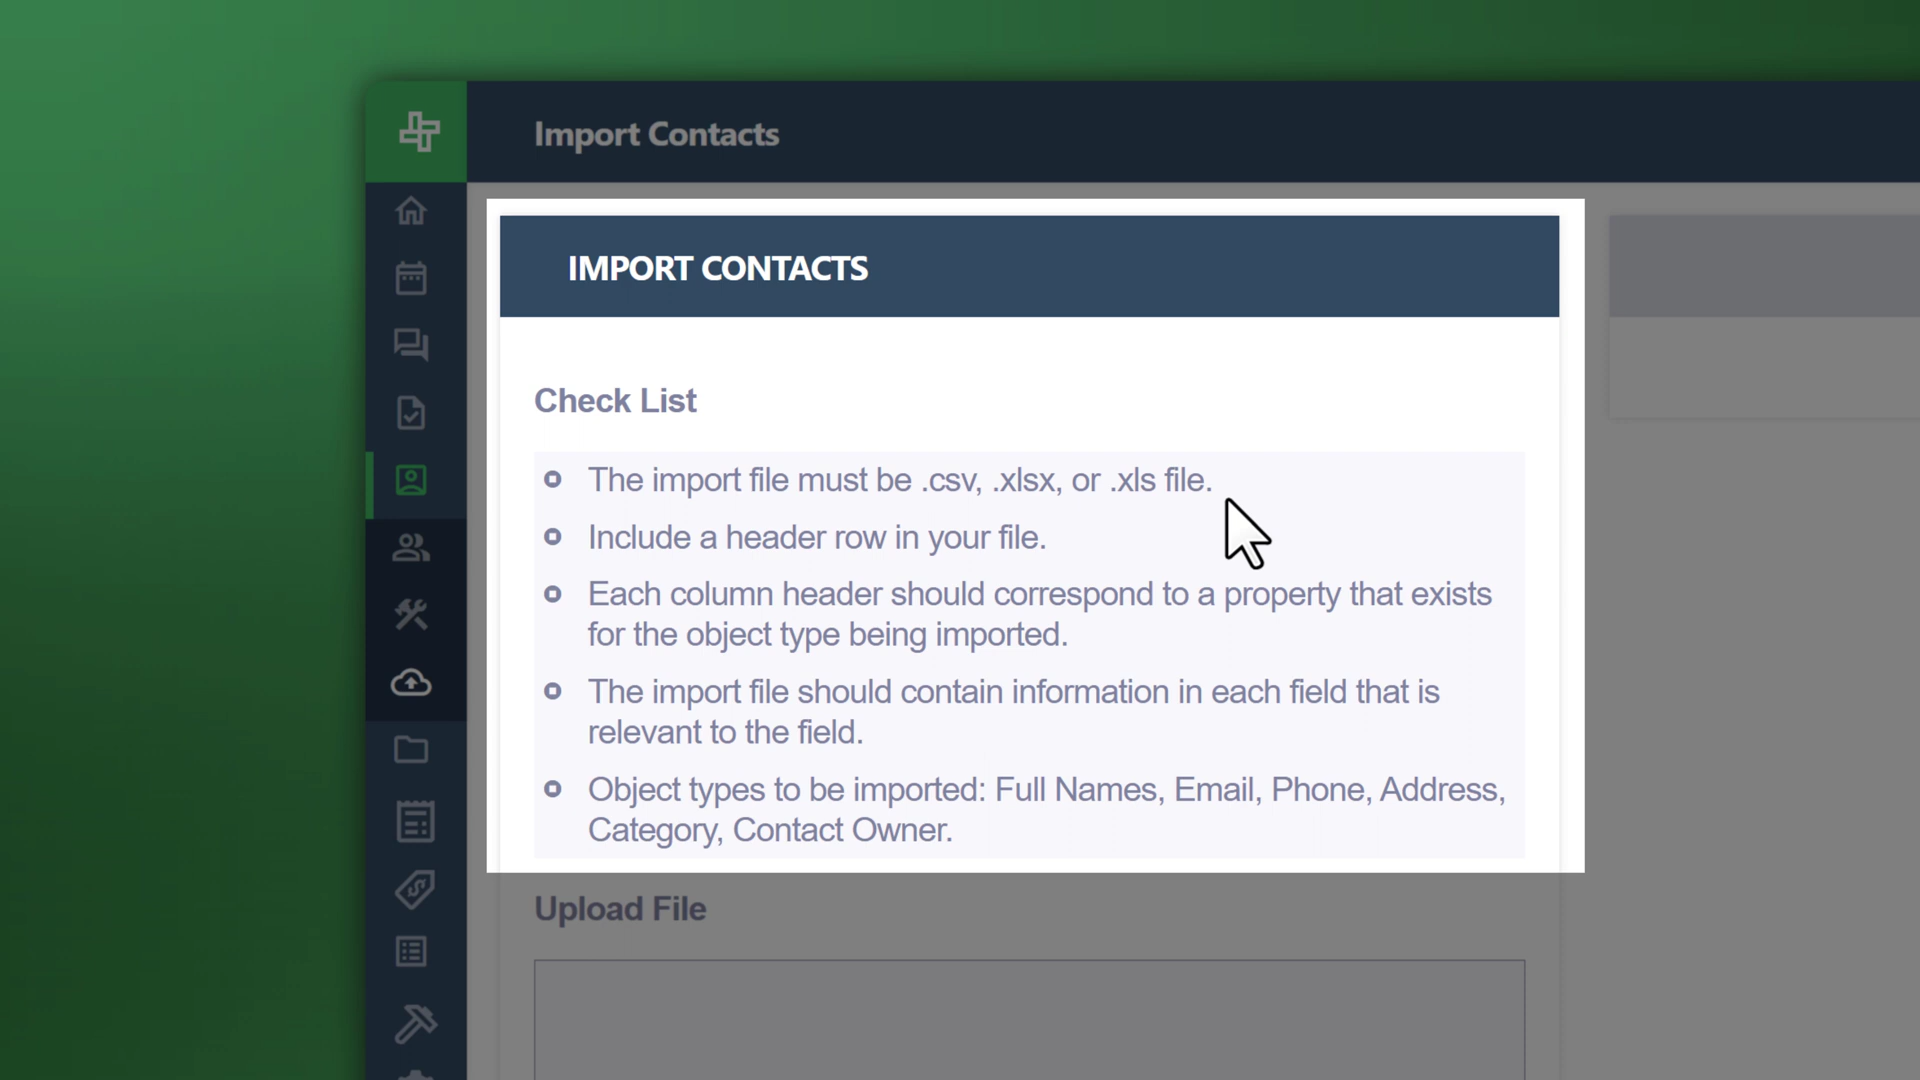 Import Contacts
IMPORT CONTACTS
Check List
The import file must be .csv, .xlsx, or .xls file.
Include a header row in your file.
Each column header should correspond to a property that exists
for the object type being imported.
The import file should contain information in each field that is
relevant to the field.
Object types to be imported: Full Names, Email, Phone, Address,
Category, Contact Owner.
Upload File